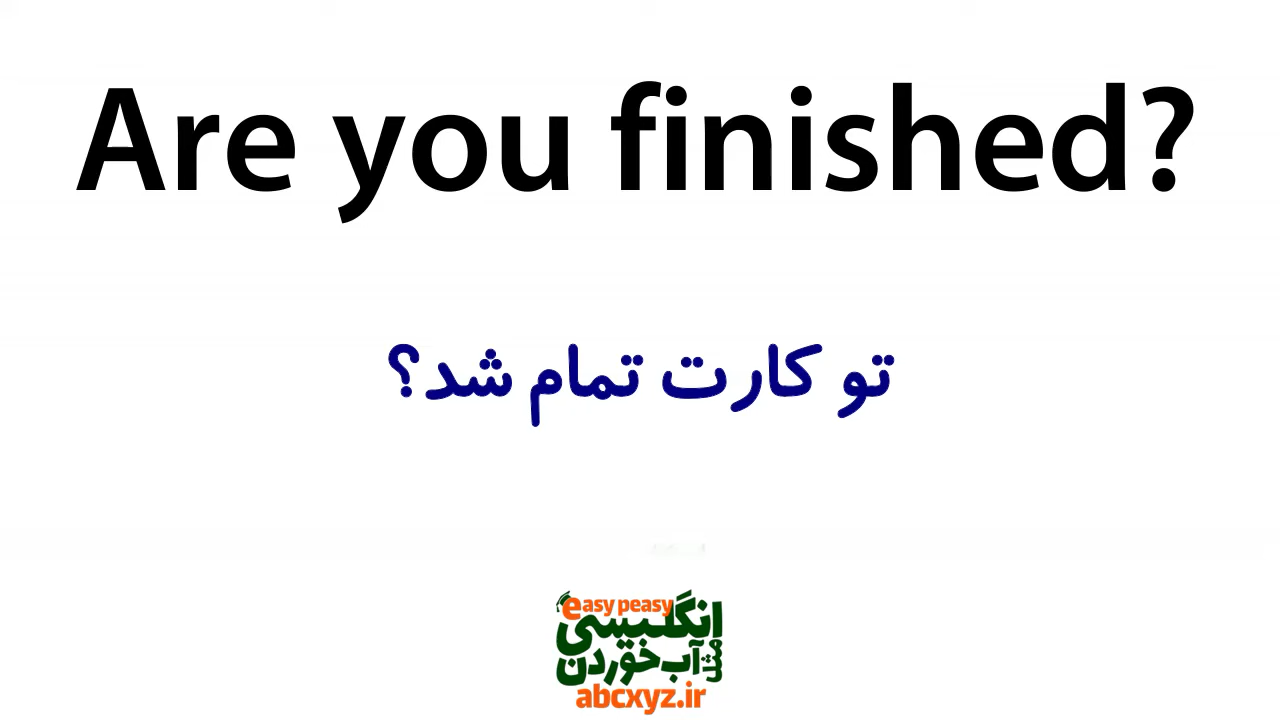 Are you finished?
تو کارت تمام شد؟
easy peasy
انگلیسی
مثل آب خوردن
abcxyz.ir